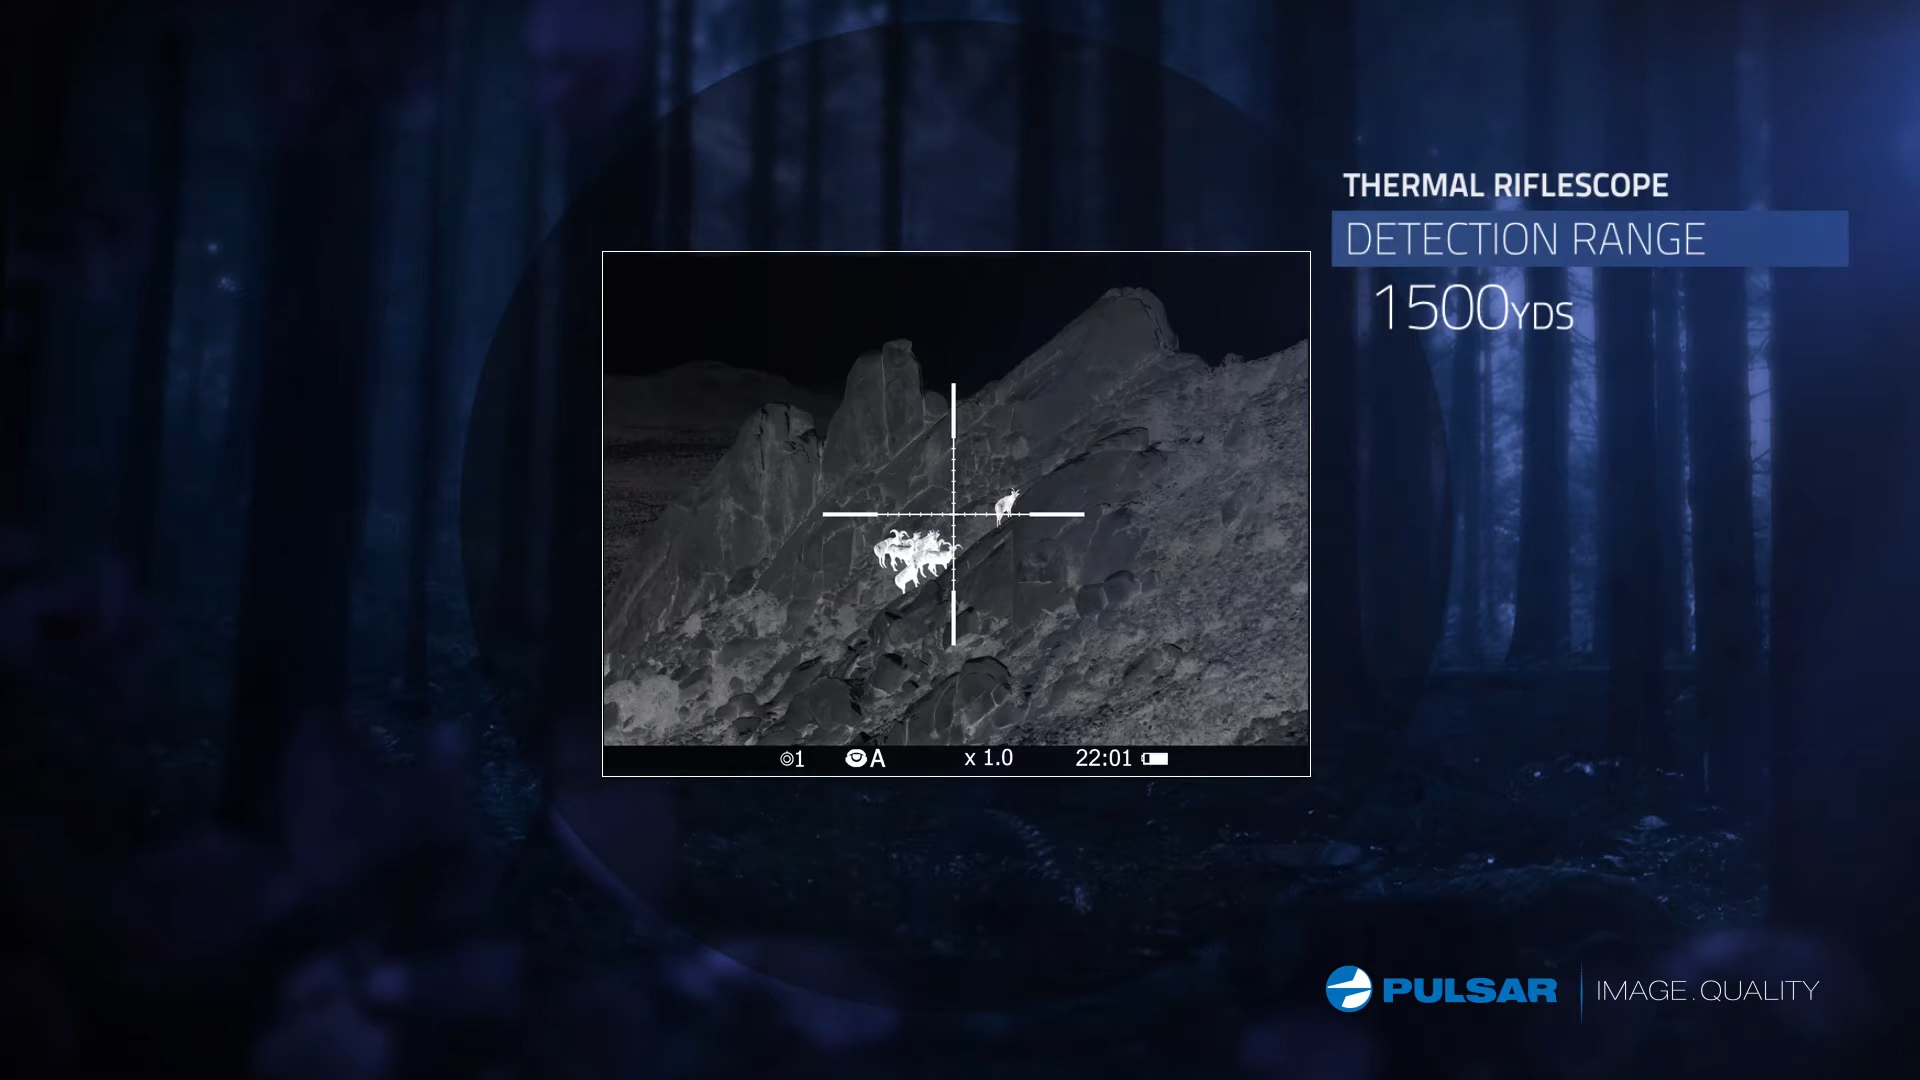 THERMAL RIFLESCOPE
DETECTION RANGE
1500YDS
1 A x 1.0 22:01
PULSAR | IMAGE.QUALITY